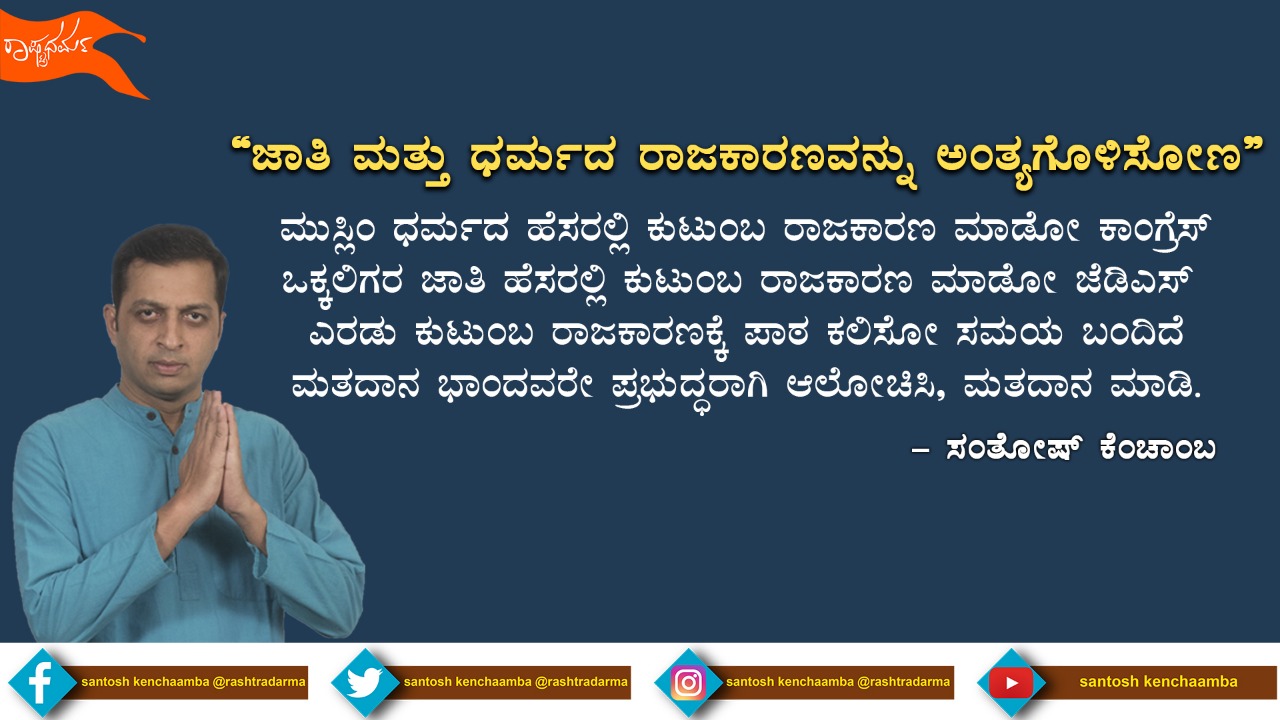 ರಾಷ್ಟ್ರಧರ್ಮ
“ಜಾತಿ ಮತ್ತು ಧರ್ಮದ ರಾಜಕಾರಣವನ್ನು ಅಂತ್ಯಗೊಳಿಸೋಣ”
ಮುಸ್ಲಿಂ ಧರ್ಮದ ಹೆಸರಲ್ಲಿ ಕುಟುಂಬ ರಾಜಕಾರಣ ಮಾಡೋ ಕಾಂಗ್ರೆಸ್
ಒಕ್ಕಲಿಗರ ಜಾತಿ ಹೆಸರಲ್ಲಿ ಕುಟುಂಬ ರಾಜಕಾರಣ ಮಾಡೋ ಜೆಡಿಎಸ್
ಎರಡು ಕುಟುಂಬ ರಾಜಕಾರಣಕ್ಕೆ ಪಾಠ ಕಲಿಸೋ ಸಮಯ ಬಂದಿದೆ
ಮತದಾನ ಭಾಂದವರೇ ಪ್ರಭುದ್ಧರಾಗಿ ಆಲೋಚಿಸಿ, ಮತದಾನ ಮಾಡಿ.
– ಸಂತೋಷ್ ಕೆಂಚಾಂಬ
santosh kenchaamba @rashtradarma
santosh kenchaamba @rashtradarma
santosh kenchaamba @rashtradarma
santosh kenchaamba